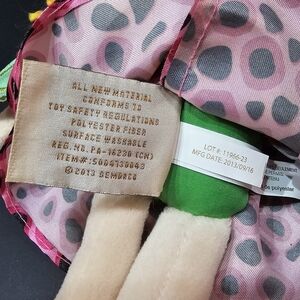 ALL NEW MATERIAL
CONFORMS TO
TOY SAFETY REGULATIONS
POLYESTER FIBER
SURFACE WASHABLE
REG. NO. PA-16230 (CN)
ITEM#:5004130043
©2013 DEMDACO
LOT #: 11966-23
MFG DATE: 2013/09/16
polyester